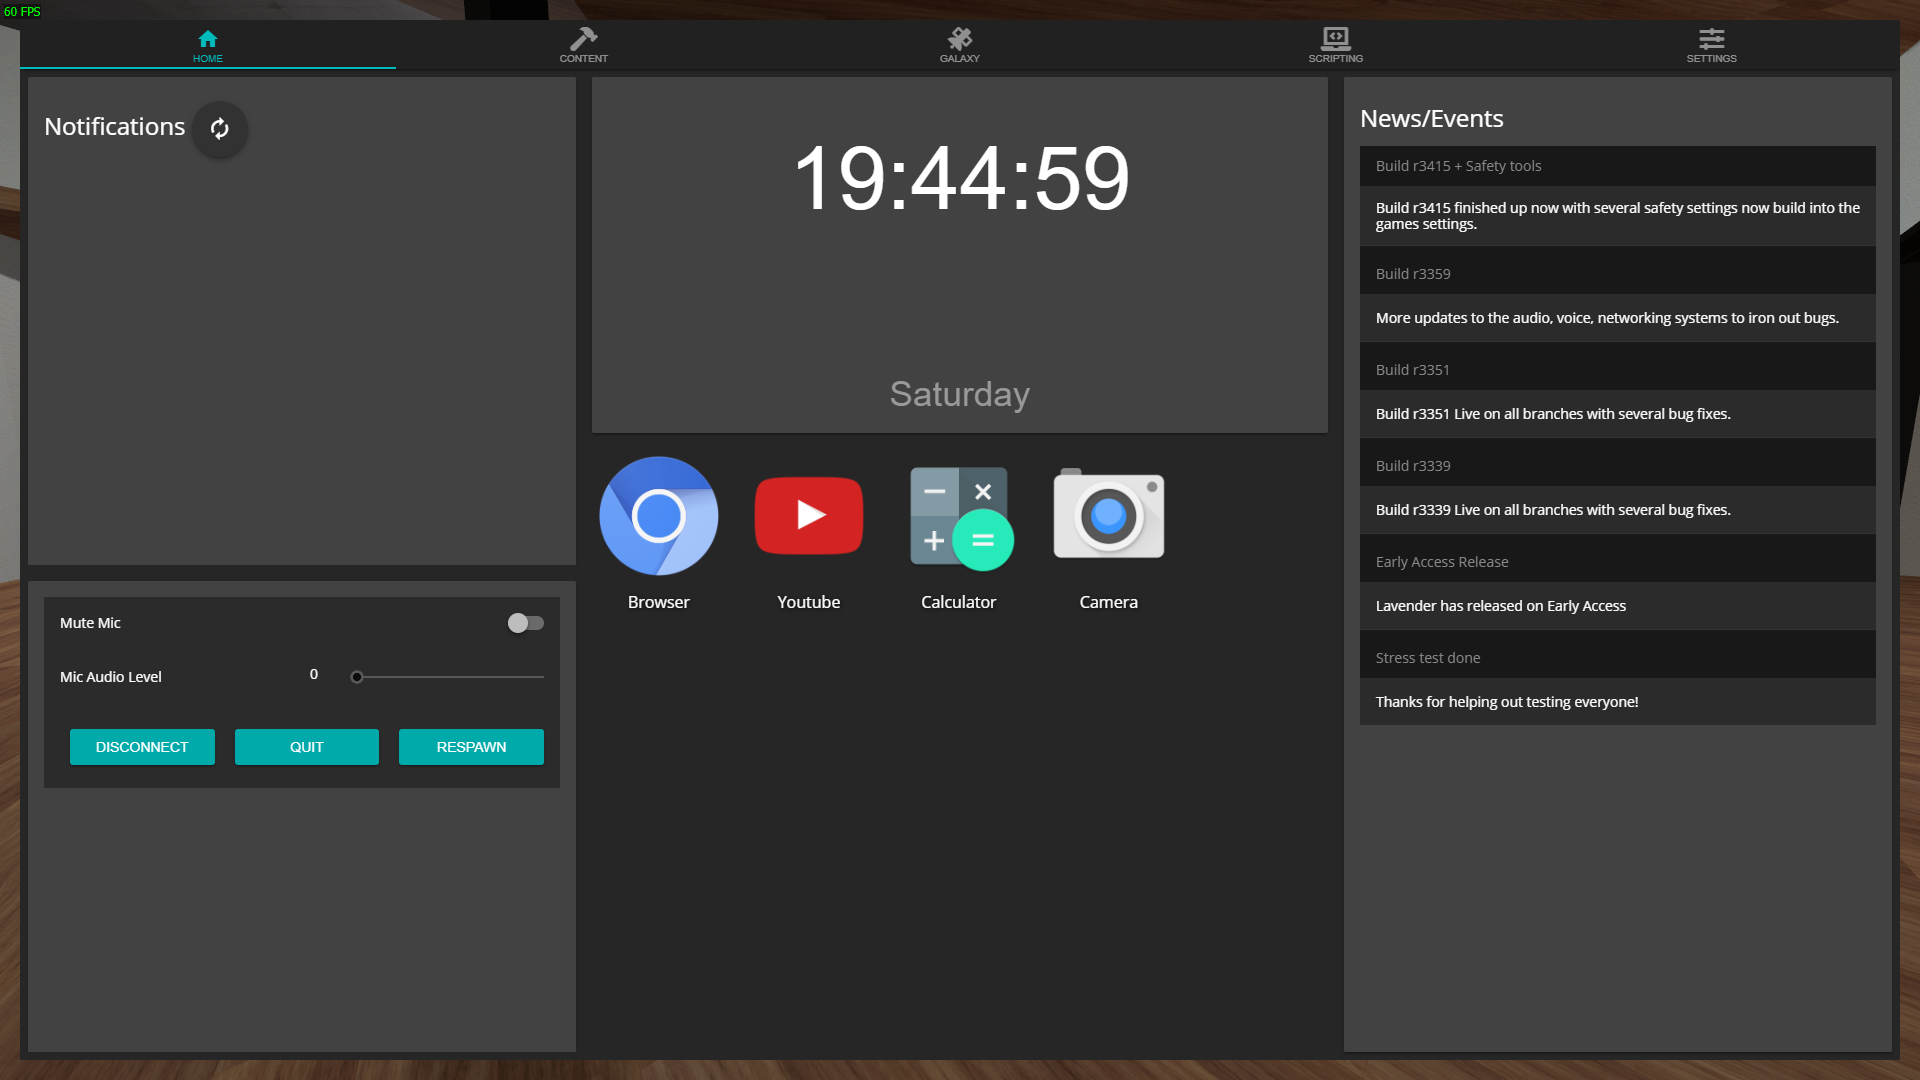 60 FPS
HOME
CONTENT
GALAXY
SCRIPTING
SETTINGS
Notifications
19:44:59
Saturday
Browser
Youtube
Calculator
Camera
Mute Mic
Mic Audio Level
0
DISCONNECT
QUIT
RESPAWN
News/Events
Build r3415 + Safety tools
Build r3415 finished up now with several safety settings now build into the
games settings.
Build r3359
More updates to the audio, voice, networking systems to iron out bugs.
Build r3351
Build r3351 Live on all branches with several bug fixes.
Build r3339
Build r3339 Live on all branches with several bug fixes.
Early Access Release
Lavender has released on Early Access
Stress test done
Thanks for helping out testing everyone!